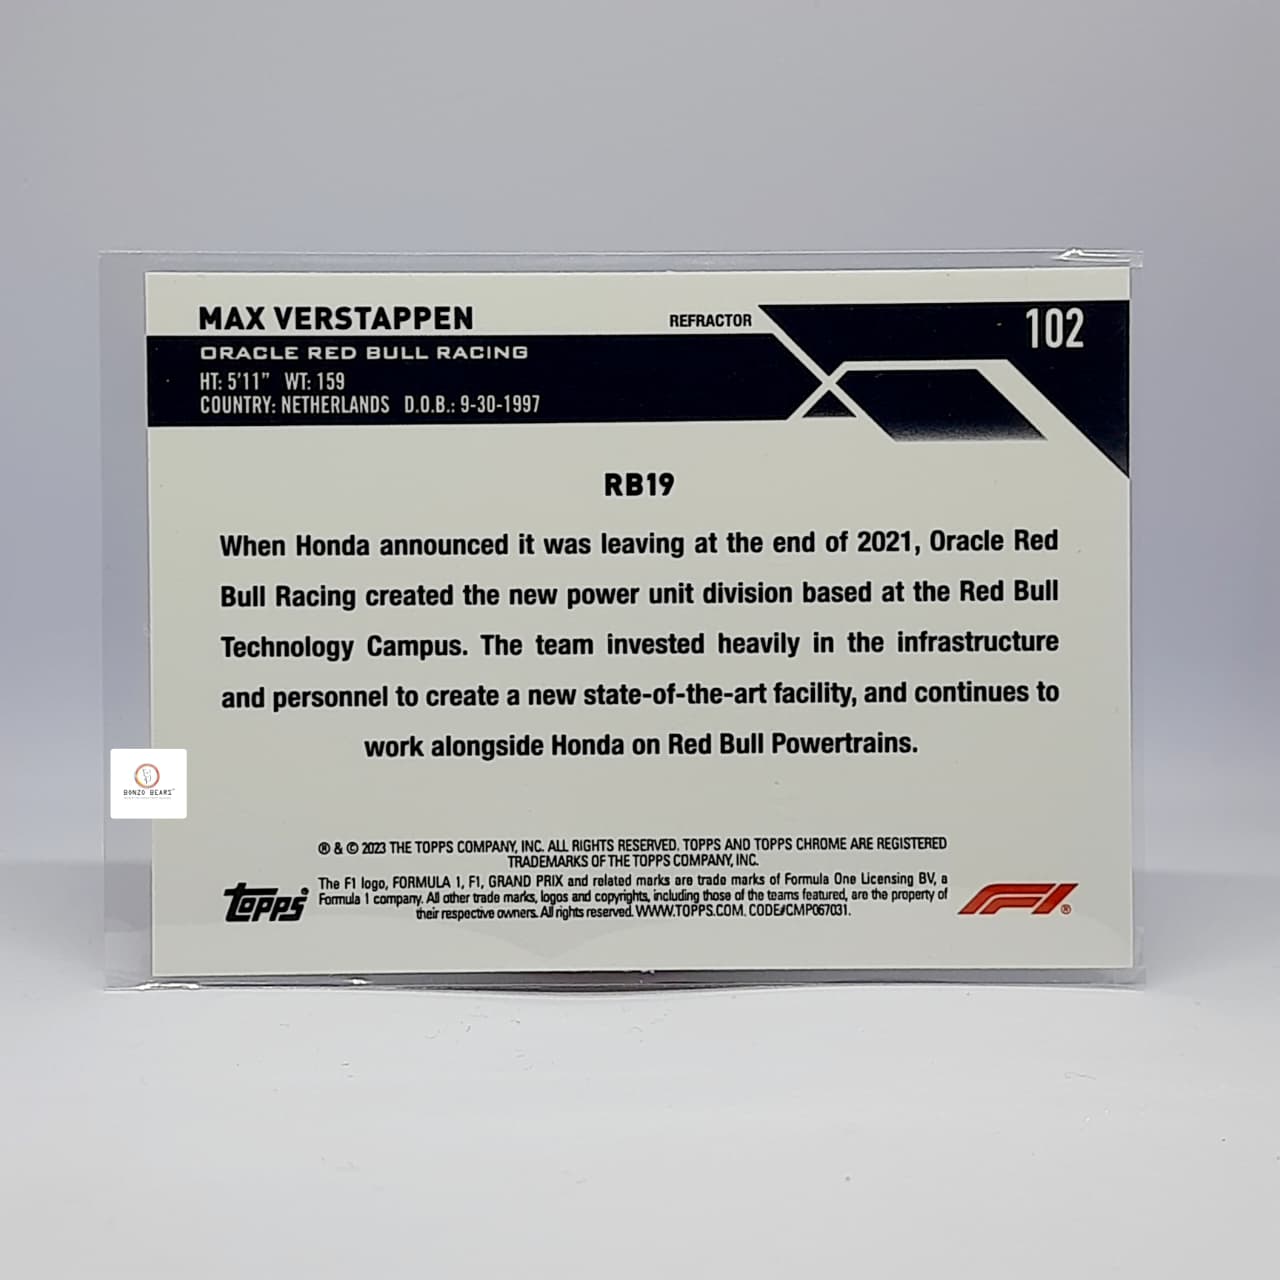 MAX VERSTAPPEN
REFRACTOR
102
ORACLE RED BULL RACING
HT: 5'11" WT: 159
COUNTRY: NETHERLANDS D.O.B.: 9-30-1997
RB19
When Honda announced it was leaving at the end of 2021, Oracle Red
Bull Racing created the new power unit division based at the Red Bull
Technology Campus. The team invested heavily in the infrastructure
and personnel to create a new state-of-the-art facility, and continues to
work alongside Honda on Red Bull Powertrains.
BONZO BEARS
® & © 2023 THE TOPPS COMPANY, INC. ALL RIGHTS RESERVED. TOPPS AND TOPPS CHROME ARE REGISTERED
TRADEMARKS OF THE TOPPS COMPANY, INC.
The F1 logo, FORMULA 1, F1, GRAND PRIX and related marks are trade marks of Formula One Licensing BV, a
Formula 1 company. All other trade marks, logos and copyrights, including those of the teams featured, are the property of
their respective owners. All rights reserved. WWW.TOPPS.COM. CODE#CMP067031.
topps
F1®